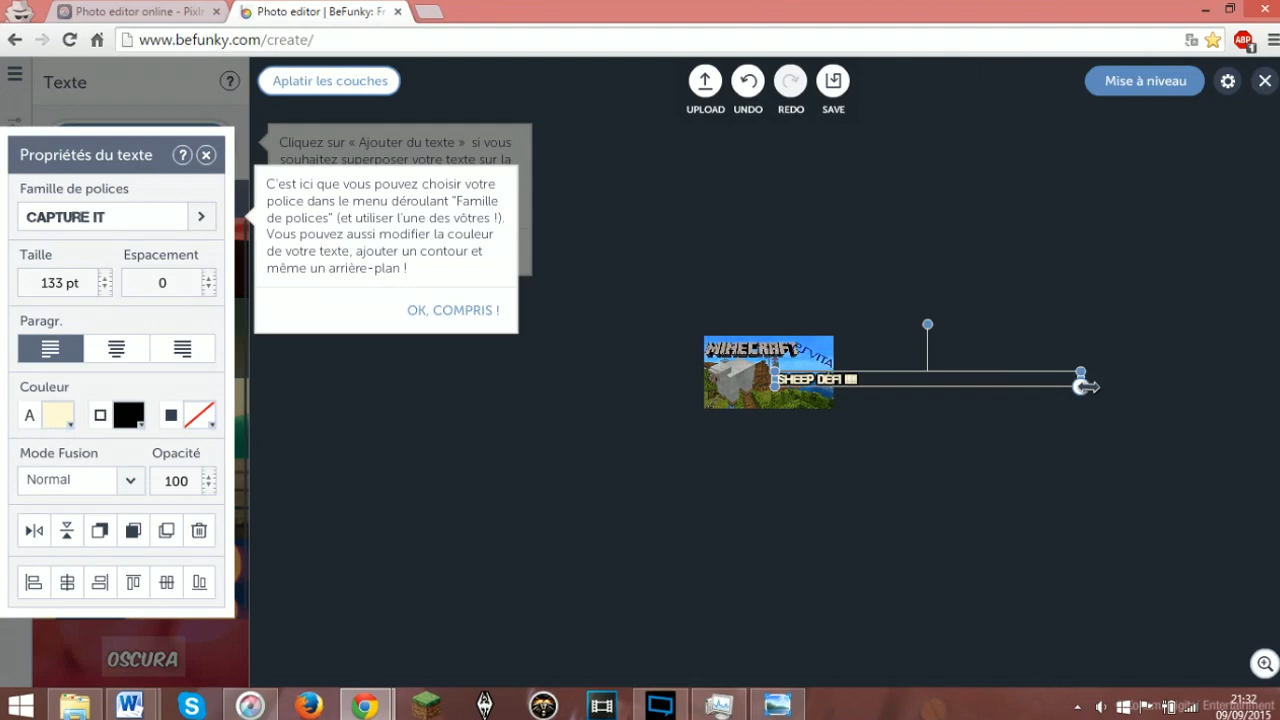 Photo editor online - Pixlr
Photo editor | BeFunky: Fr
www.befunky.com/create/
ABP
1
Texte
?
Aplatir les couches
UPLOAD
UNDO
REDO
SAVE
Mise à niveau
Cliquez sur « Ajouter du texte » si vous
souhaitez superposer votre texte sur la
Propriétés du texte
?
Famille de polices
CAPTURE IT
Taille
Espacement
133 pt
0
Paragr.
Couleur
A
Mode Fusion
Opacité
Normal
100
C'est ici que vous pouvez choisir votre
police dans le menu déroulant "Famille
de polices" (et utiliser l'une des vôtres !).
Vous pouvez aussi modifier la couleur
de votre texte, ajouter un contour et
même un arrière-plan !
OK, COMPRIS !
MINECRAFT
PSVITA
SHEEP DÉFI !!!
OSCURA
21:32
09/09/2015